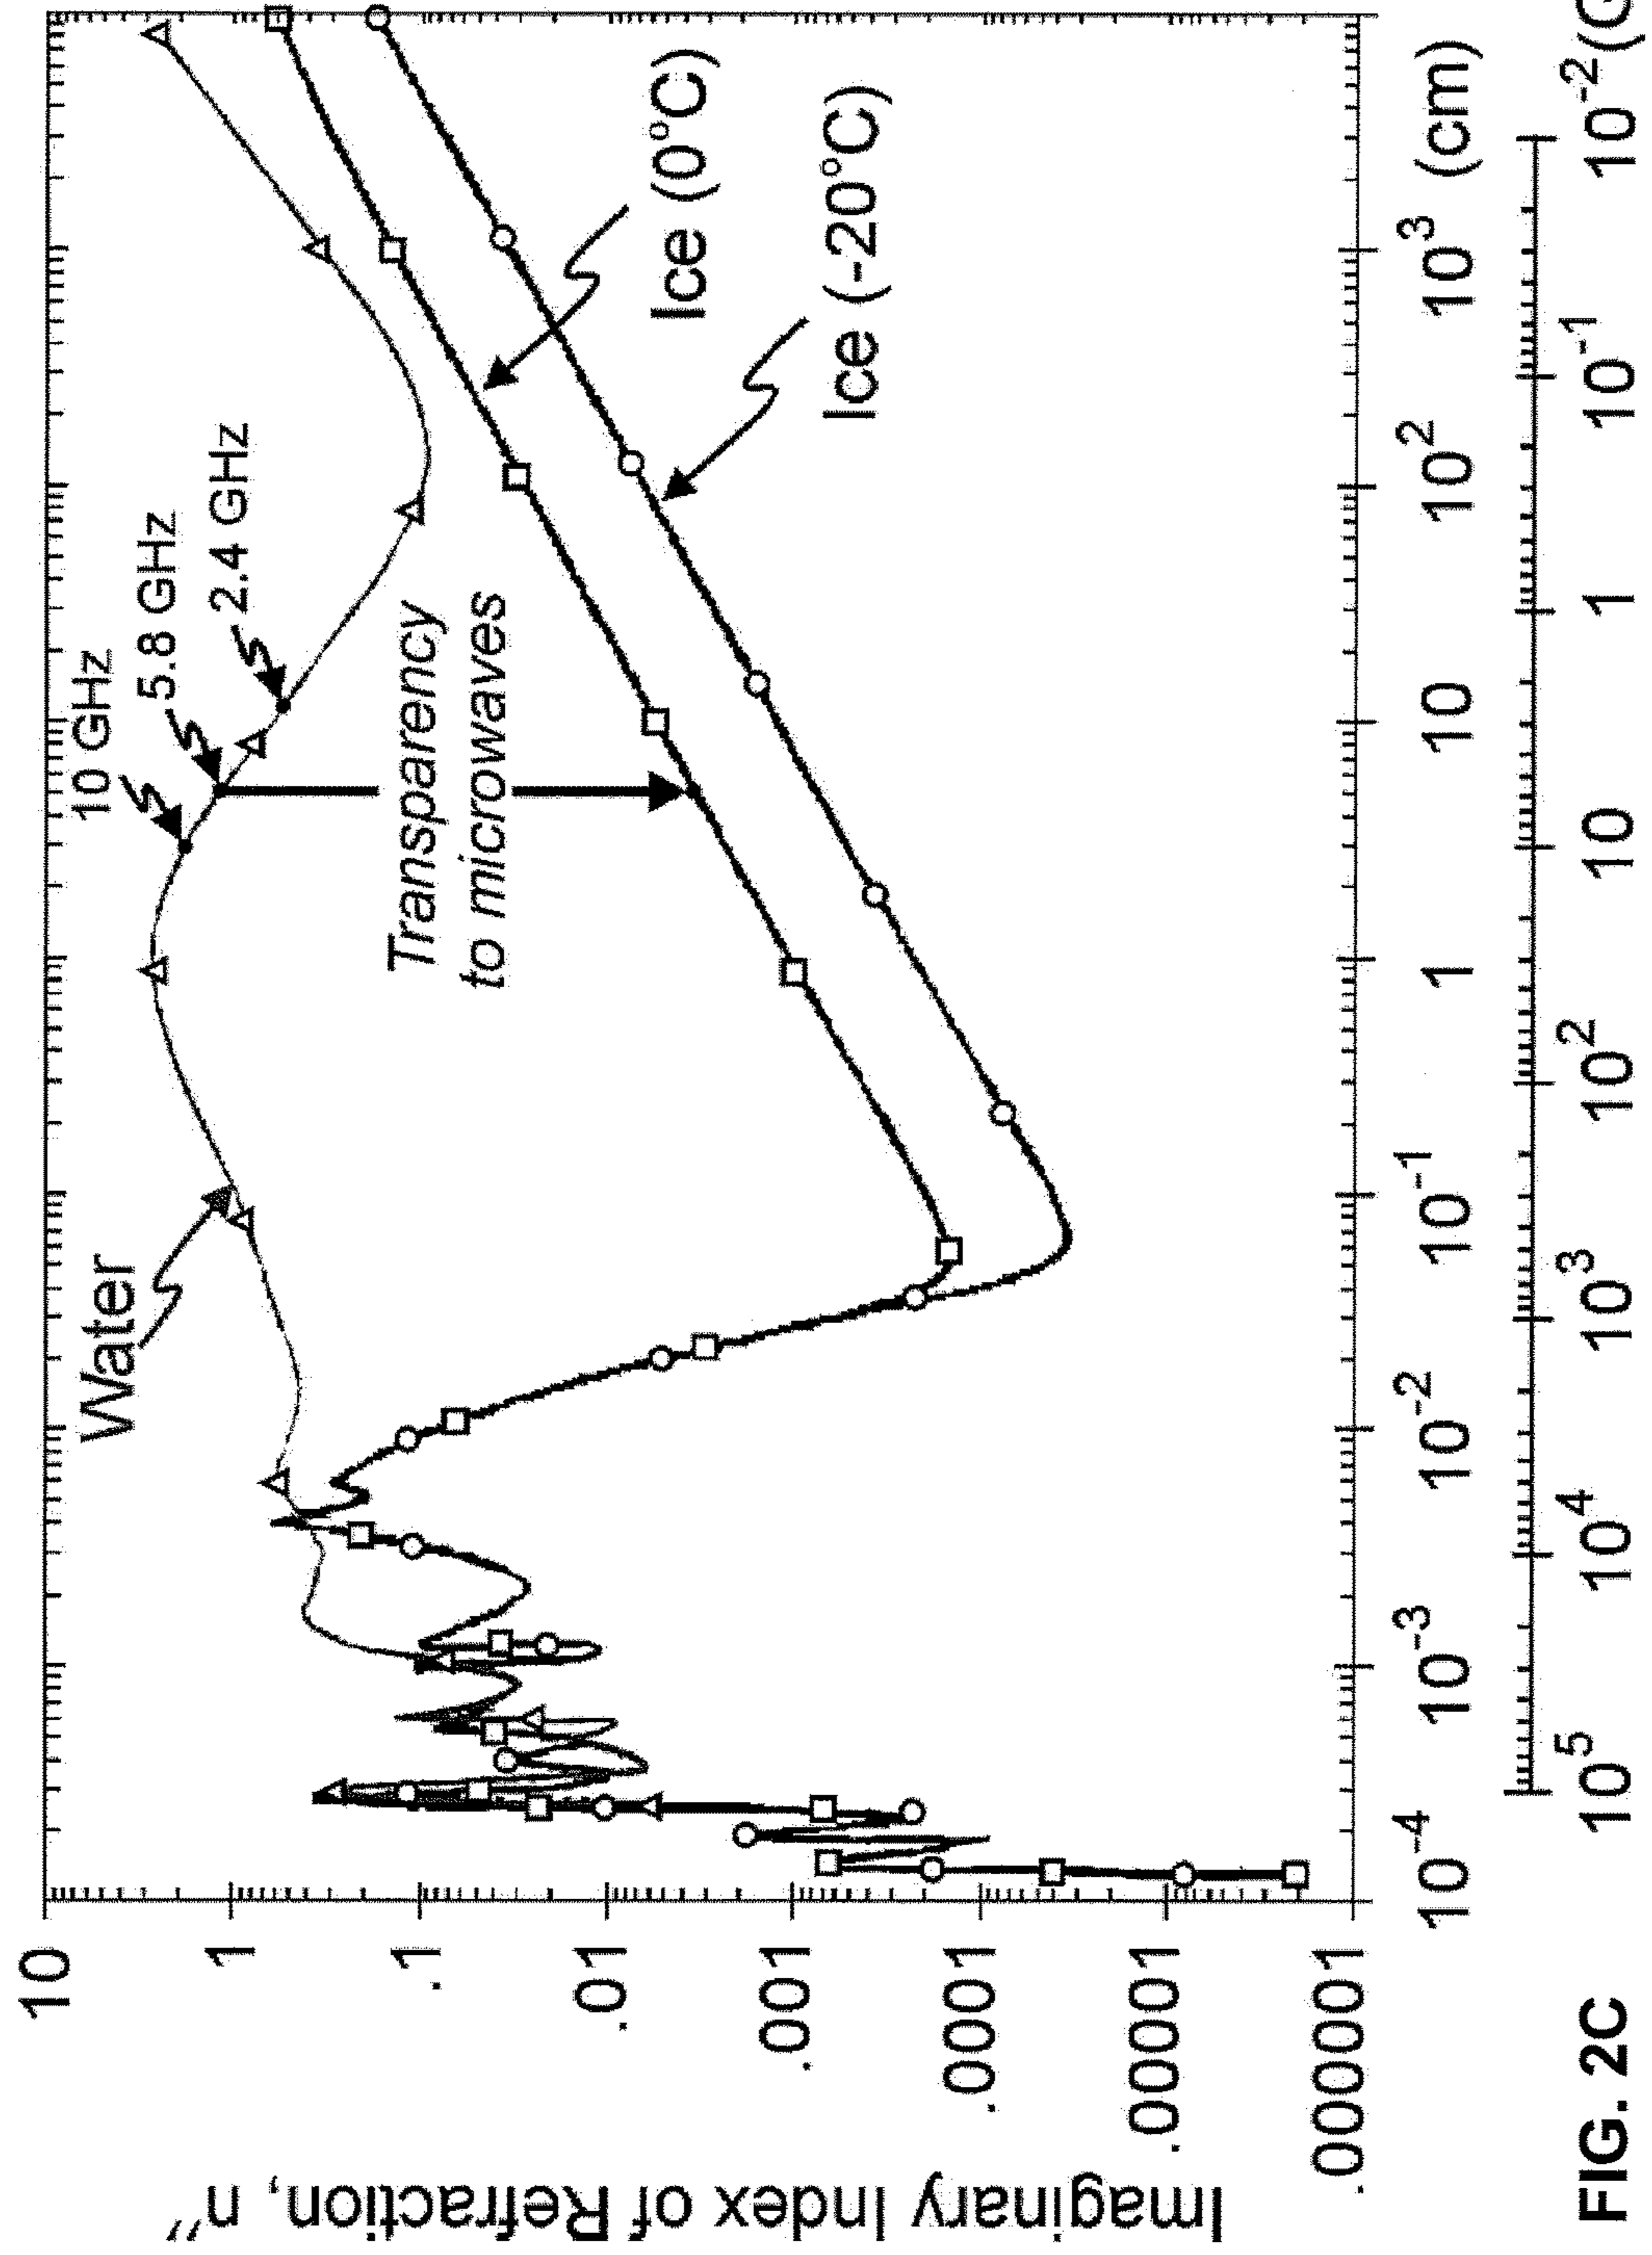 10 GHz
5.8 GHz
2.4 GHz
Water
Transparency
to microwaves
Ice (0°C)
Ice (-20°C)
Imaginary Index of Refraction, n″
10
1
.1
.01
.001
.0001
.00001
.000001
10⁻⁴ 10⁻³ 10⁻² 10⁻¹ 1 10 10² 10³ (cm)
10⁵ 10⁴ 10³ 10² 10 1 10⁻¹ 10⁻² (G
FIG. 2C